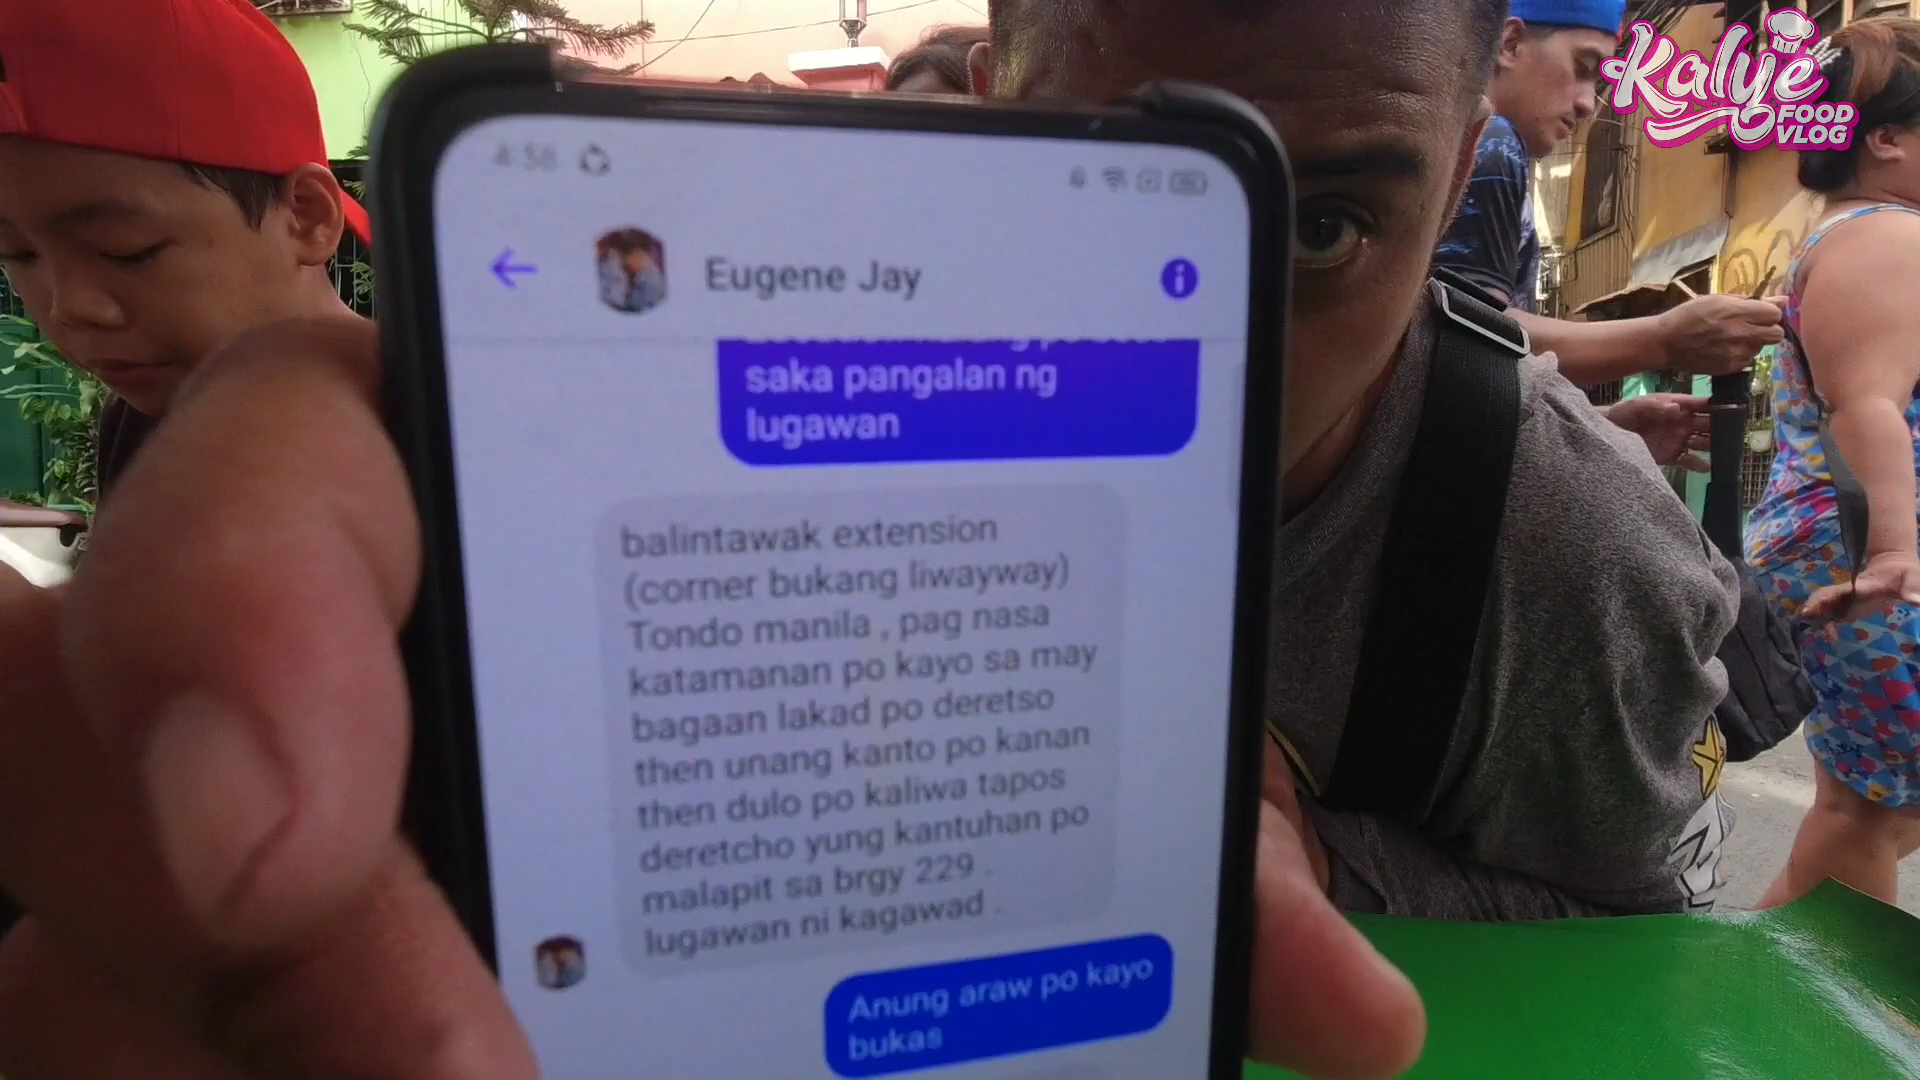 Kalye
FOOD
VLOG
4:56
Eugene Jay
saka pangalan ng
lugawan
balintawak extension
(corner bukang liwayway)
Tondo manila , pag nasa
katamanan po kayo sa may
bagaan lakad po deretso
then unang kanto po kanan
then dulo po kaliwa tapos
deretcho yung kantuhan po
malapit sa brgy 229 .
lugawan ni kagawad .
Anung araw po kayo
bukas